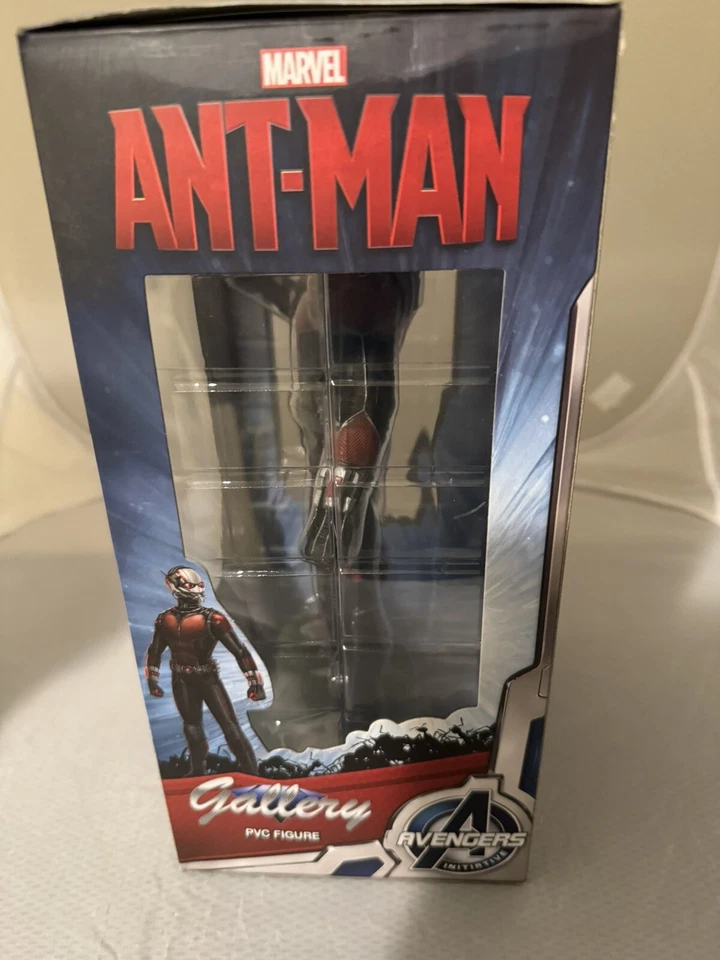 MARVEL
ANT-MAN
Gallery
PVC FIGURE
AVENGERS
INITIATIVE